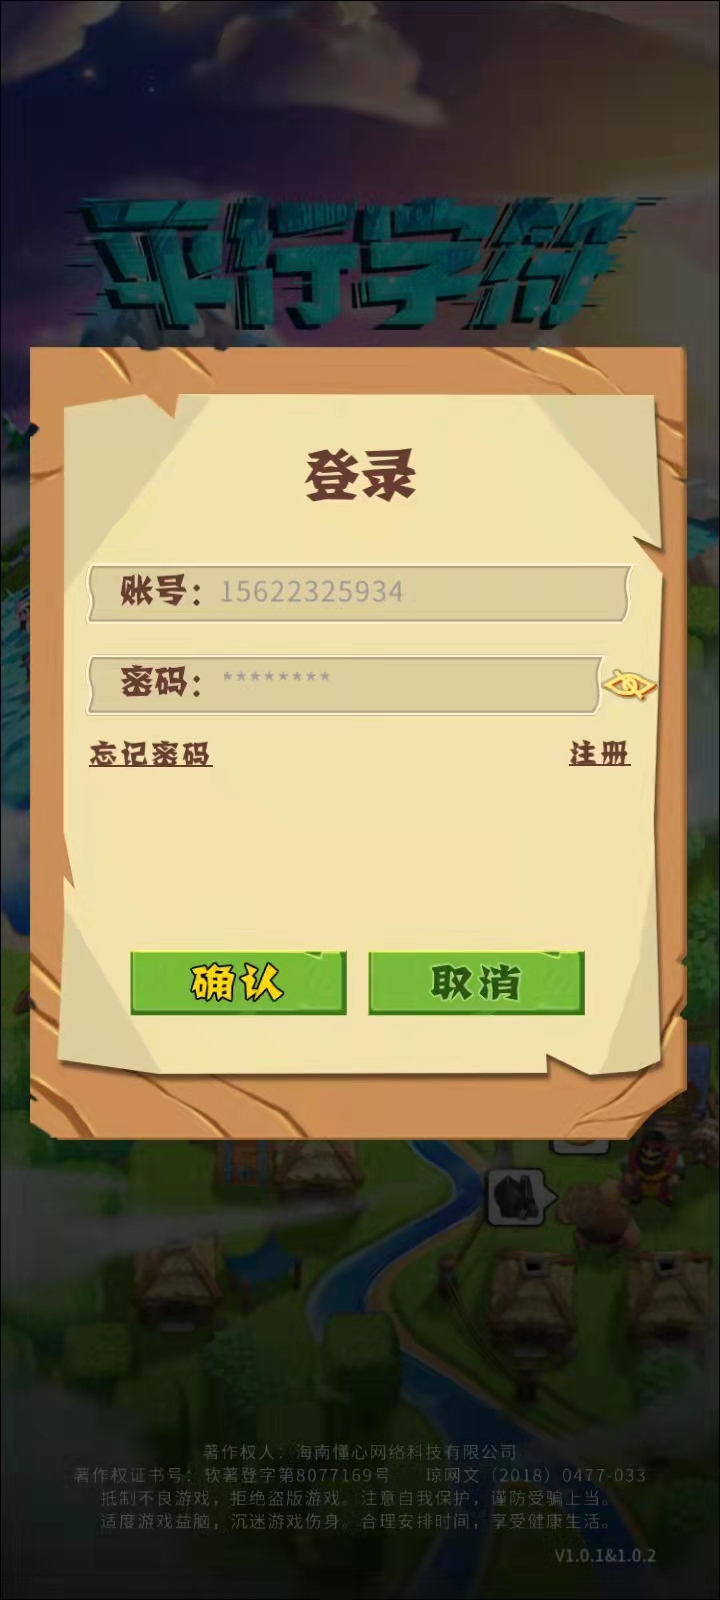 平行字符
登录
账号：15622325934
密码：********
忘记密码 注册
确认 取消
著作权人：海南懂心网络科技有限公司
著作权证书号：软著登字第8077169号 琼网文（2018）0477-033
抵制不良游戏，拒绝盗版游戏。注意自我保护，谨防受骗上当。
适度游戏益脑，沉迷游戏伤身。合理安排时间，享受健康生活。
V1.0.1&1.0.2